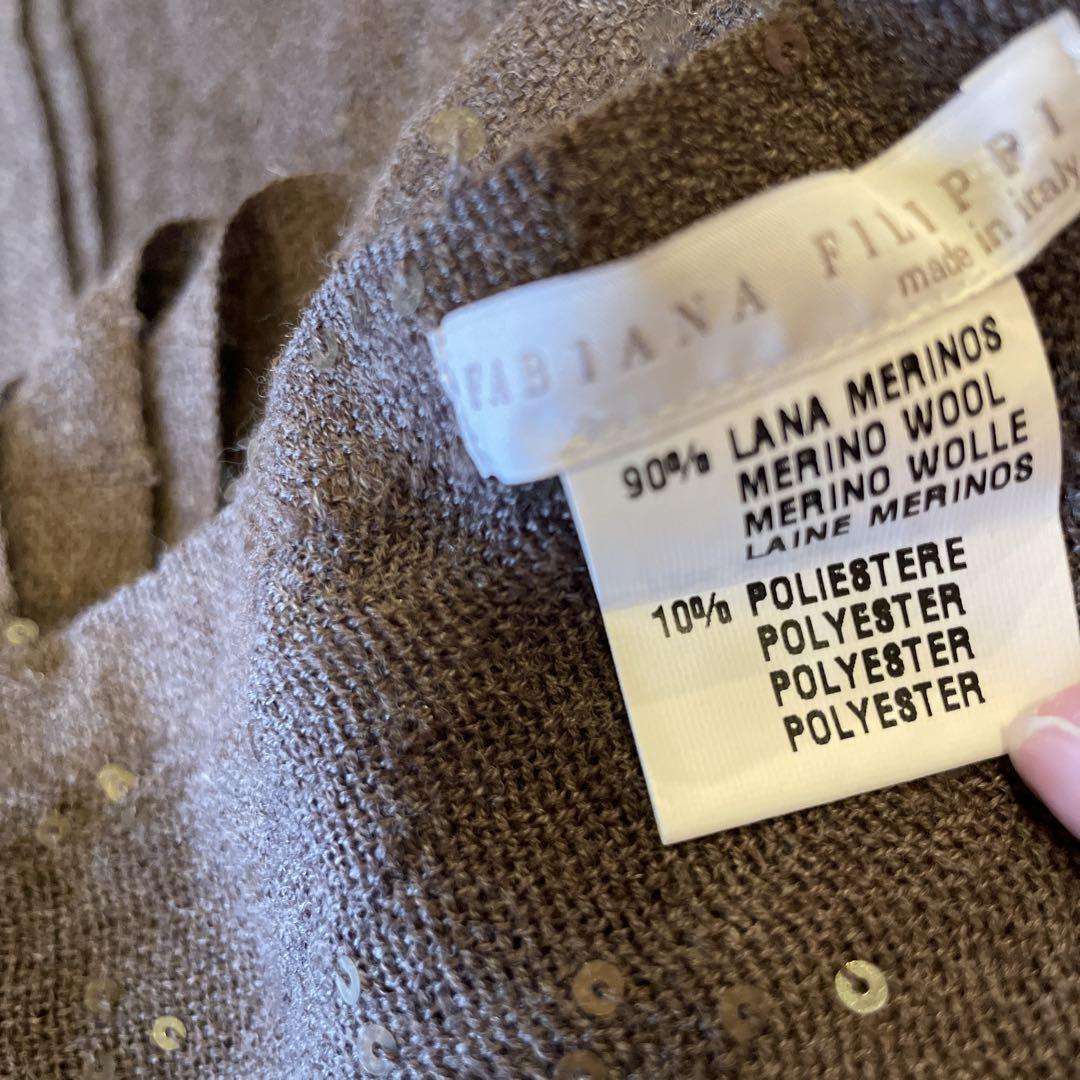 FABIANA FILIPPI
made in italy
90% LANA MERINOS
MERINO WOOL
MERINO WOLLE
LAINE MERINOS
10% POLIESTERE
POLYESTER
POLYESTER
POLYESTER